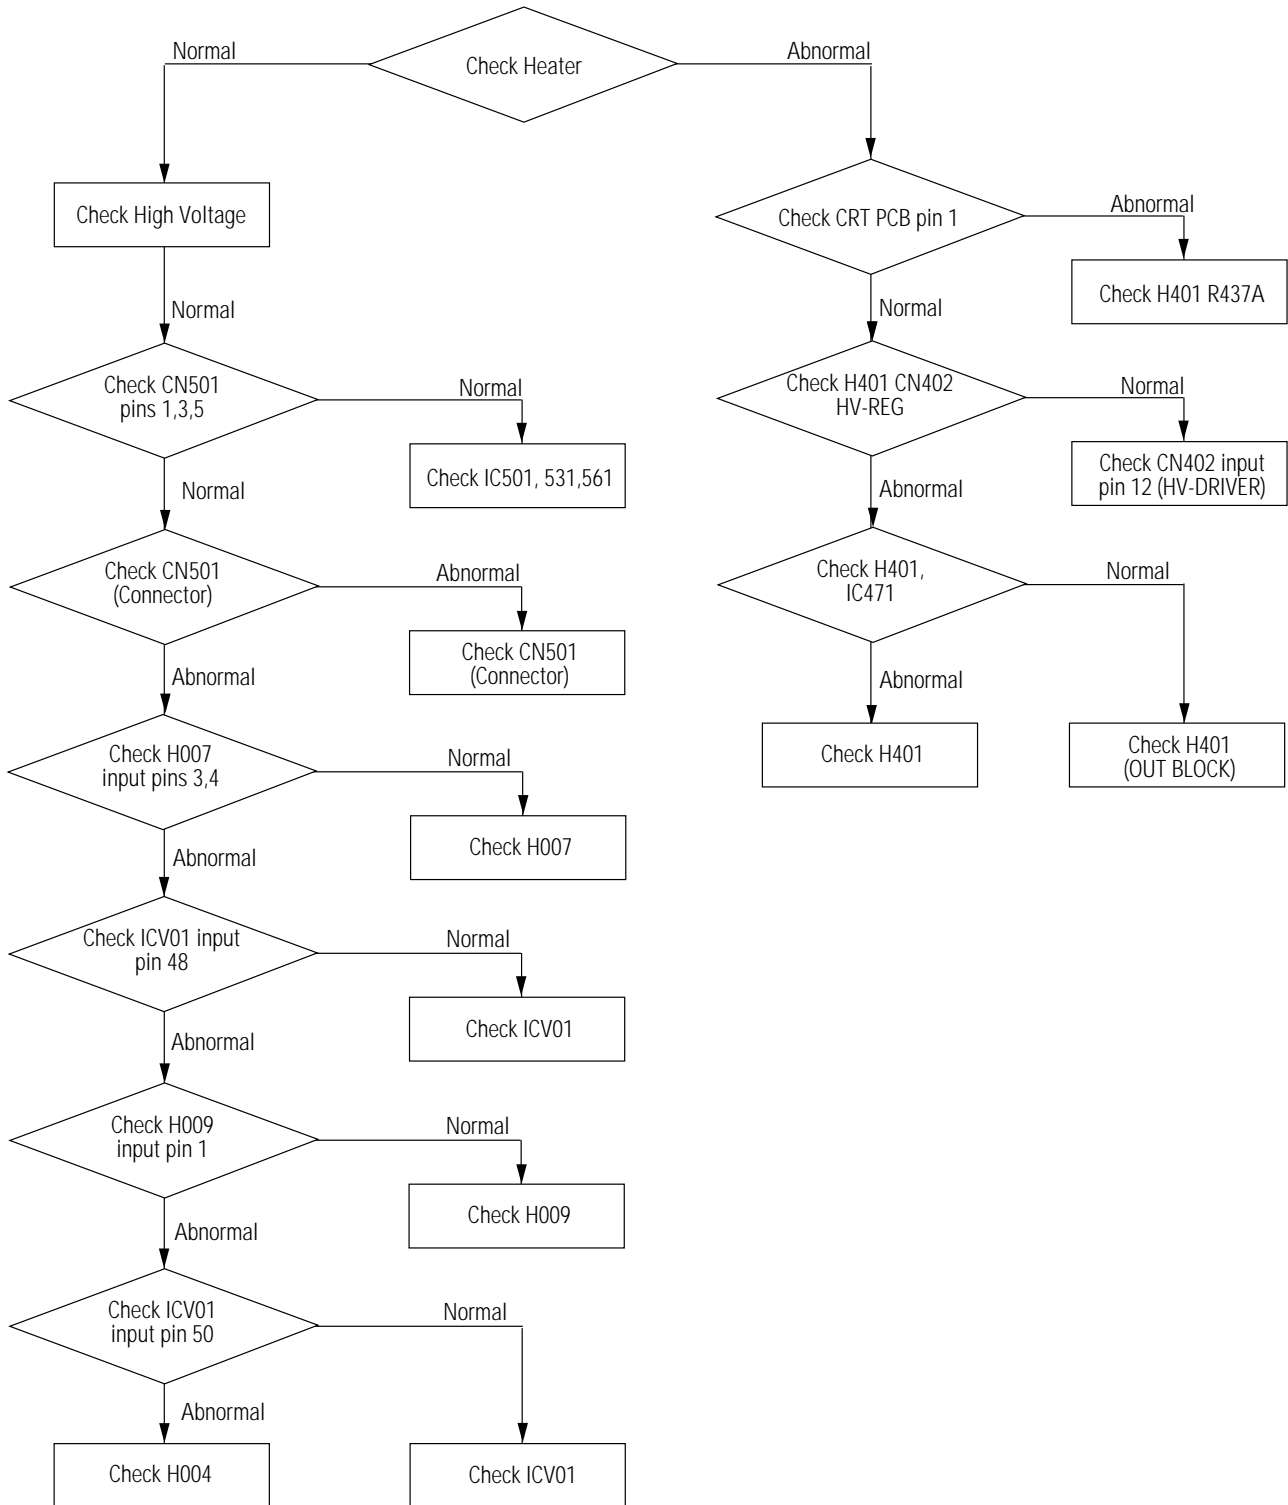 Normal
Check Heater
Abnormal
Check High Voltage
Check CRT PCB pin 1
Abnormal
Check H401 R437A
Normal
Normal
Check CN501
pins 1,3,5
Normal
Check IC501, 531,561
Check H401 CN402
HV-REG
Normal
Check CN402 input
pin 12 (HV-DRIVER)
Normal
Abnormal
Check CN501
(Connector)
Abnormal
Check CN501
(Connector)
Check H401,
IC471
Normal
Abnormal
Abnormal
Check H401
Check H401
(OUT BLOCK)
Check H007
input pins 3,4
Normal
Check H007
Abnormal
Check ICV01 input
pin 48
Normal
Check ICV01
Abnormal
Check H009
input pin 1
Normal
Check H009
Abnormal
Check ICV01
input pin 50
Normal
Abnormal
Check H004
Check ICV01